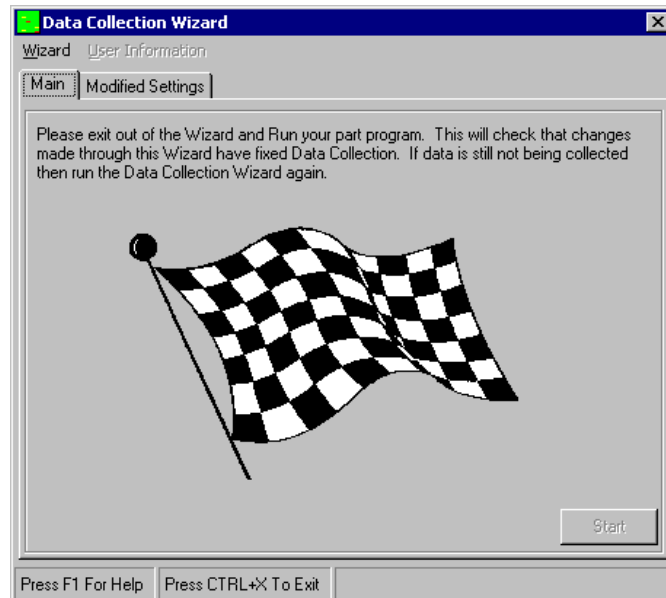 Data Collection Wizard
Wizard User Information
Main Modified Settings
Please exit out of the Wizard and Run your part program. This will check that changes
made through this Wizard have fixed Data Collection. If data is still not being collected
then run the Data Collection Wizard again.
Start
Press F1 For Help Press CTRL+X To Exit